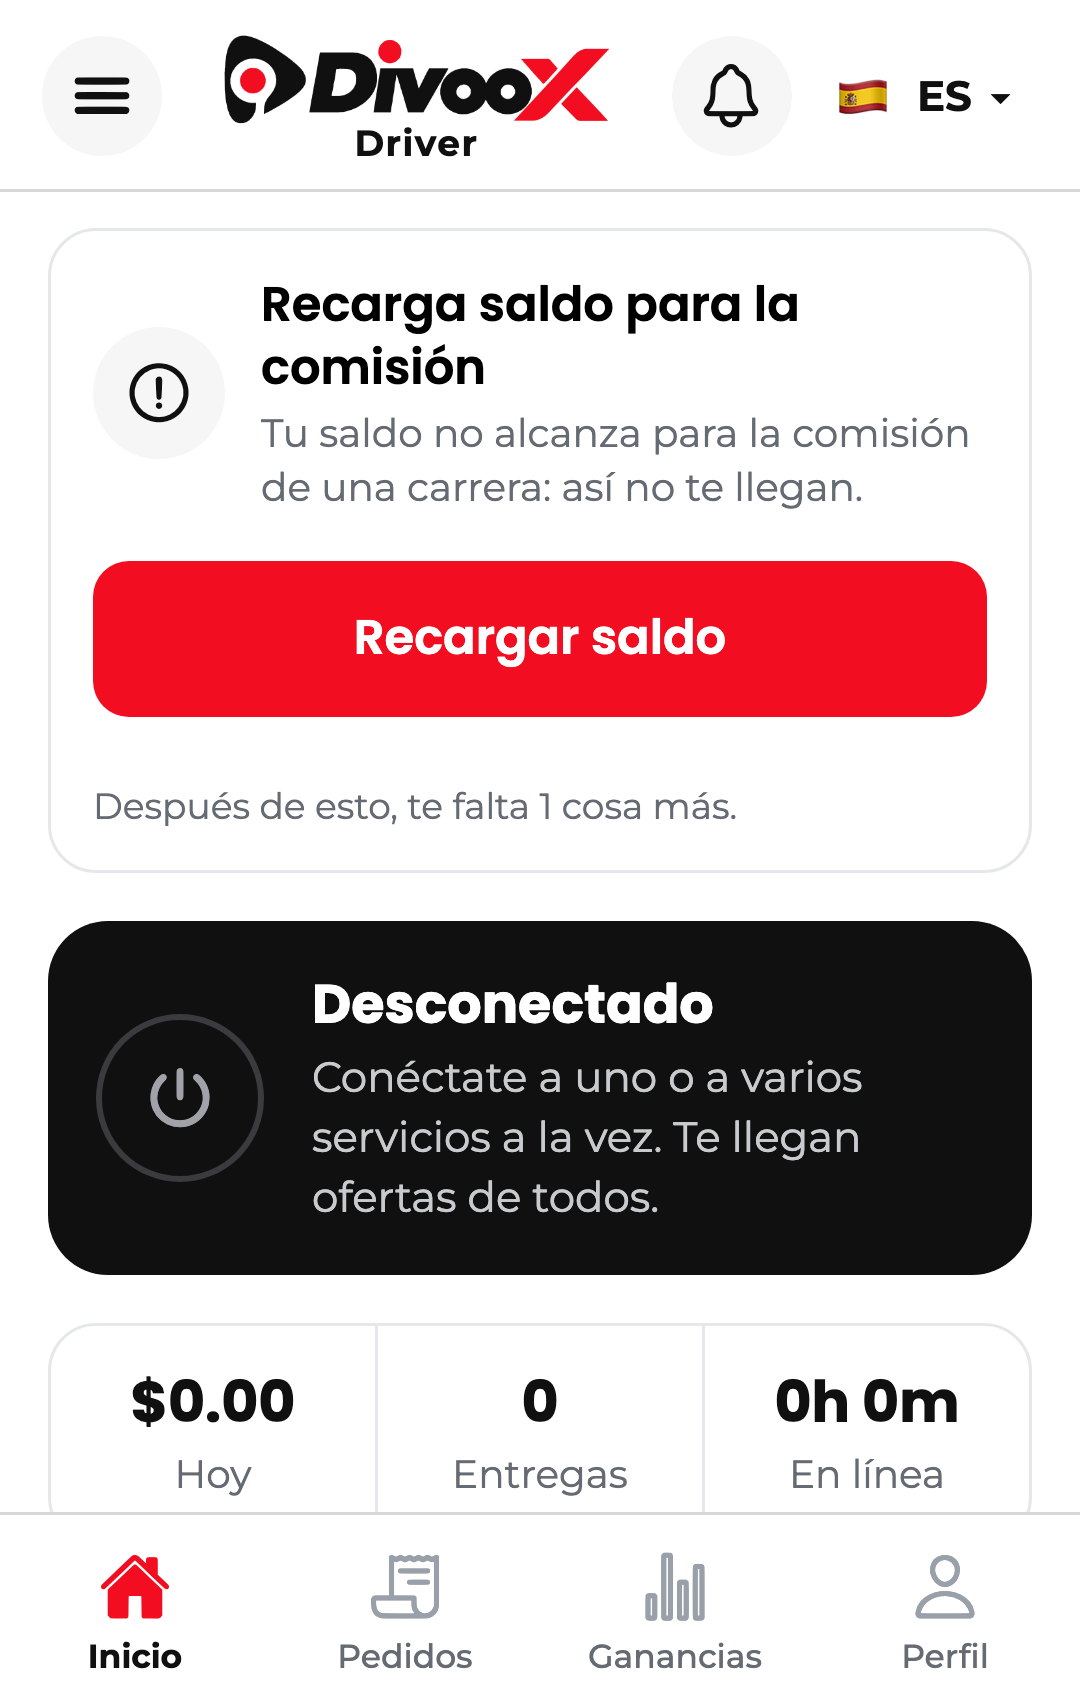 DivooX
Driver
ES
Recarga saldo para la
comisión
Tu saldo no alcanza para la comisión
de una carrera: así no te llegan.
Recargar saldo
Después de esto, te falta 1 cosa más.
Desconectado
Conéctate a uno o a varios
servicios a la vez. Te llegan
ofertas de todos.
$0.00
Hoy
0
Entregas
0h 0m
En línea
Inicio
Pedidos
Ganancias
Perfil